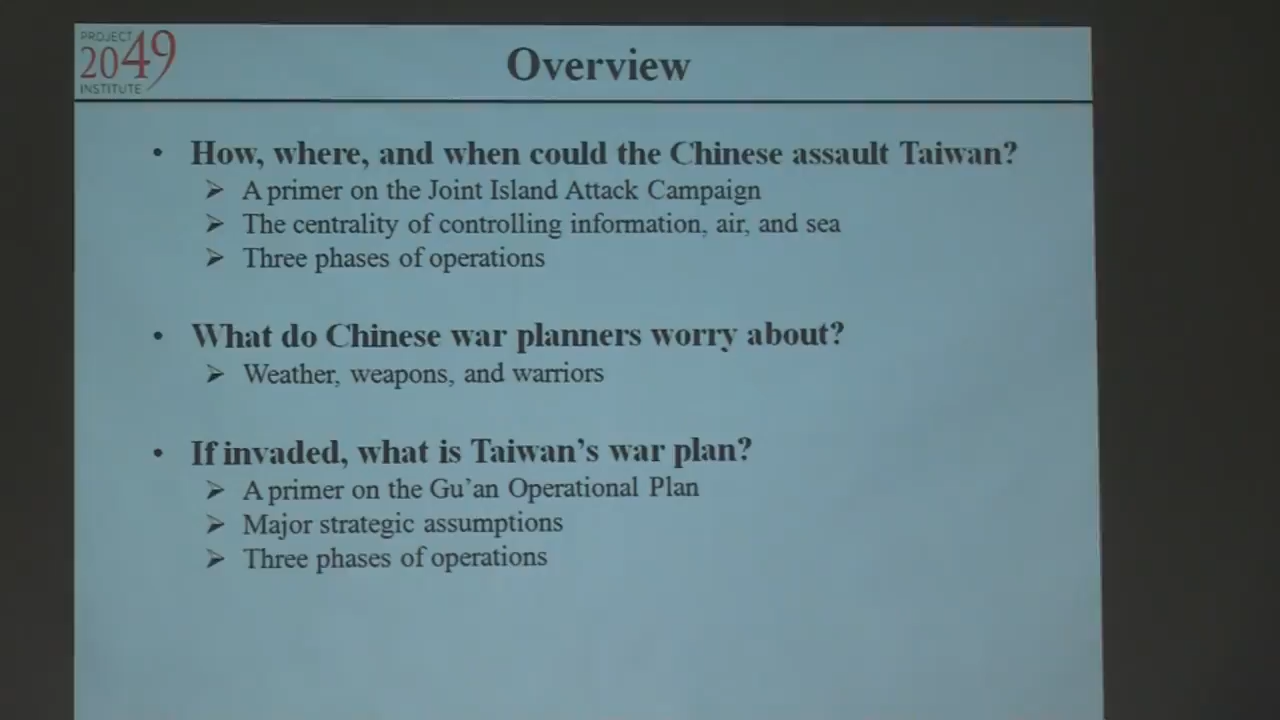 PROJECT
2049
INSTITUTE
Overview
• How, where, and when could the Chinese assault Taiwan?
➢ A primer on the Joint Island Attack Campaign
➢ The centrality of controlling information, air, and sea
➢ Three phases of operations
• What do Chinese war planners worry about?
➢ Weather, weapons, and warriors
• If invaded, what is Taiwan’s war plan?
➢ A primer on the Gu’an Operational Plan
➢ Major strategic assumptions
➢ Three phases of operations